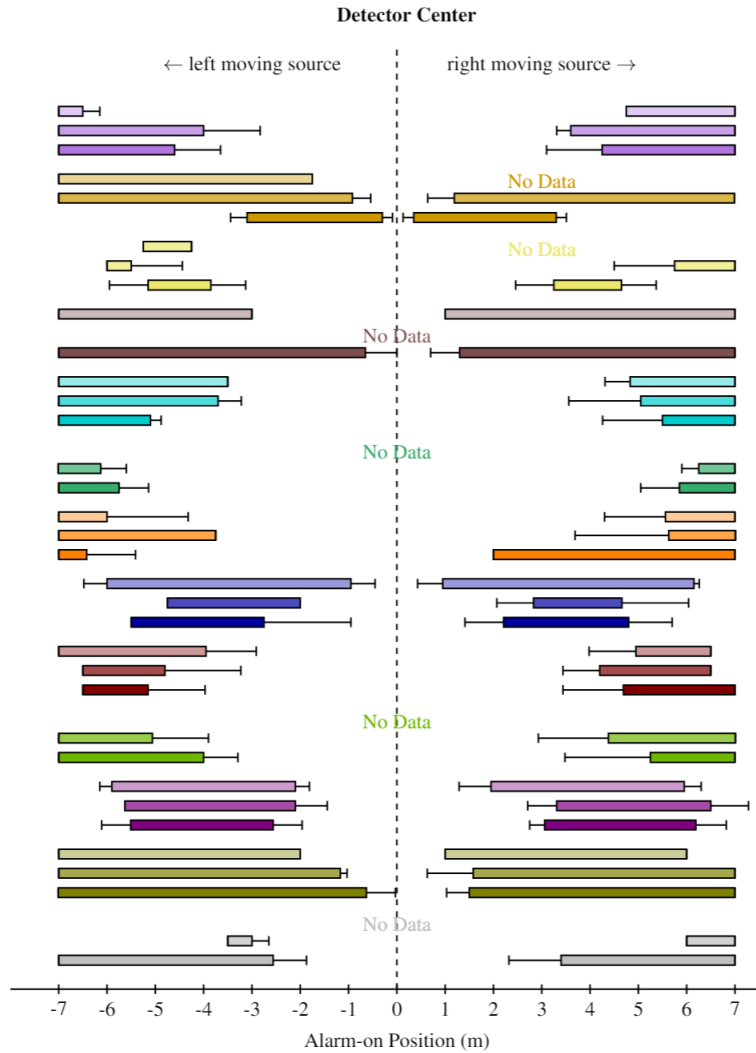 Detector Center
← left moving source
right moving source →
No Data
No Data
No Data
No Data
No Data
No Data
-7 -6 -5 -4 -3 -2 -1 0 1 2 3 4 5 6 7
Alarm-on Position (m)